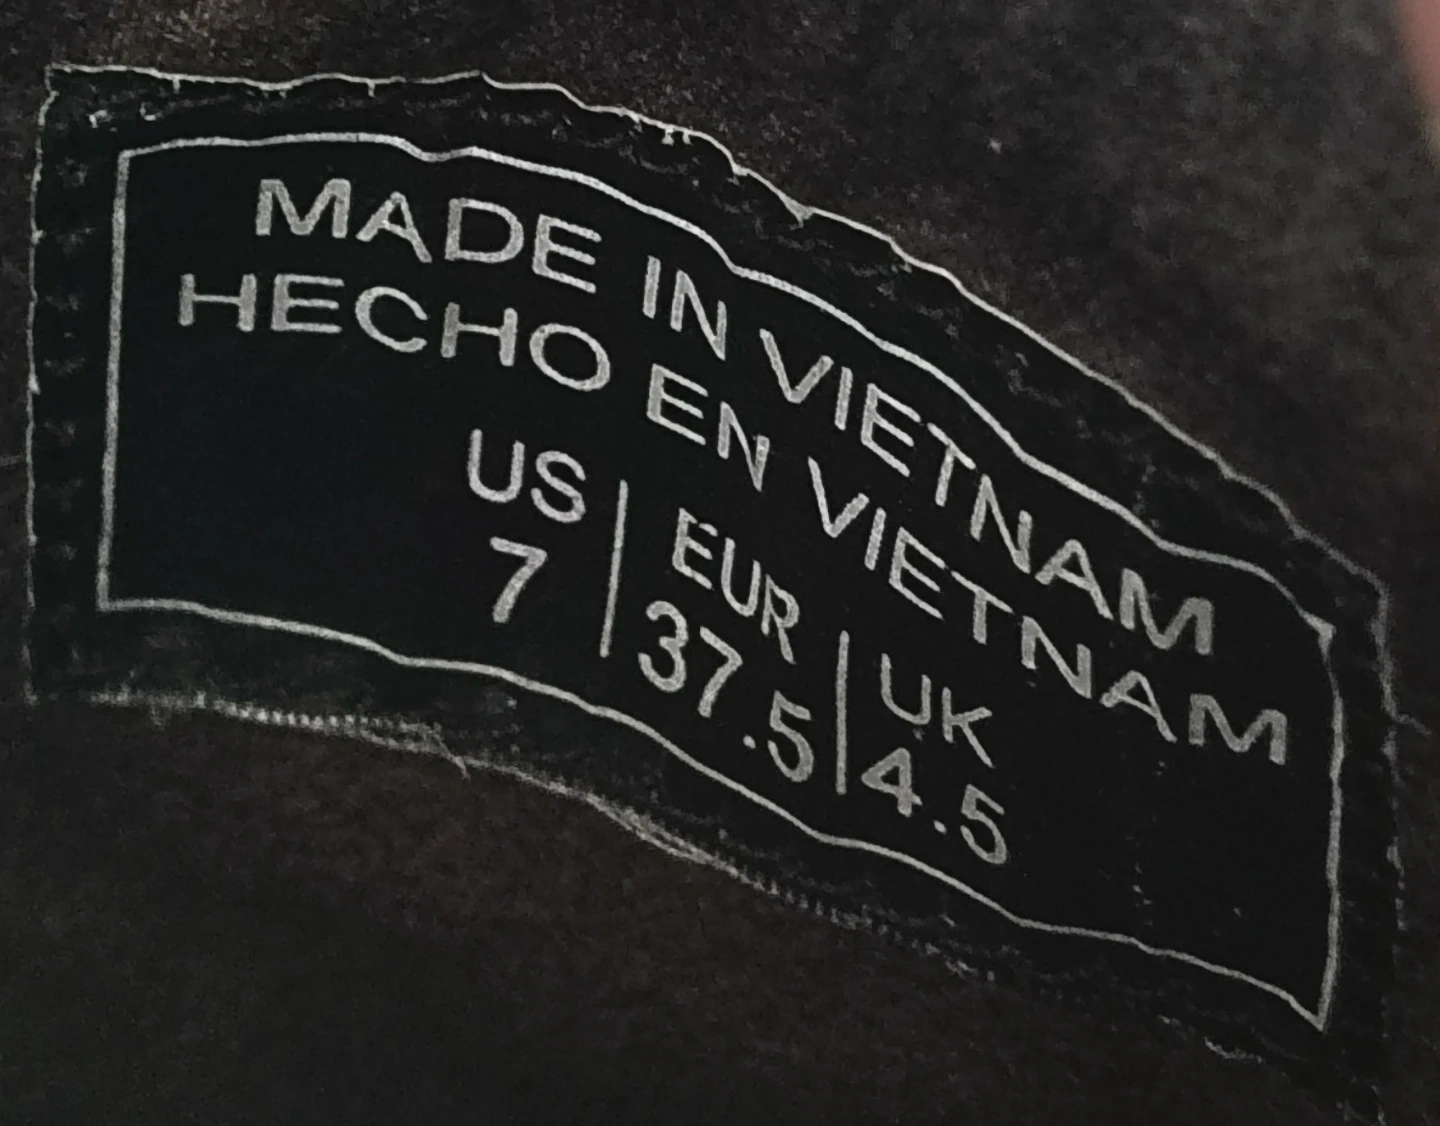 MADE IN VIETNAM
HECHO EN VIETNAM
US | EUR | UK
7 | 37.5 | 4.5